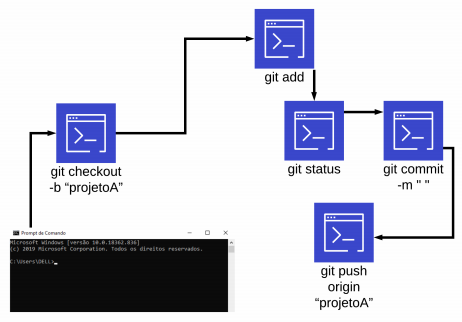 git add
git checkout
-b “projetoA”
git status
git commit
-m " "
Prompt de Comando
Microsoft Windows [versão 10.0.18362.836]
(c) 2019 Microsoft Corporation. Todos os direitos reservados.
C:\Users\DELL>_
git push
origin
“projetoA”